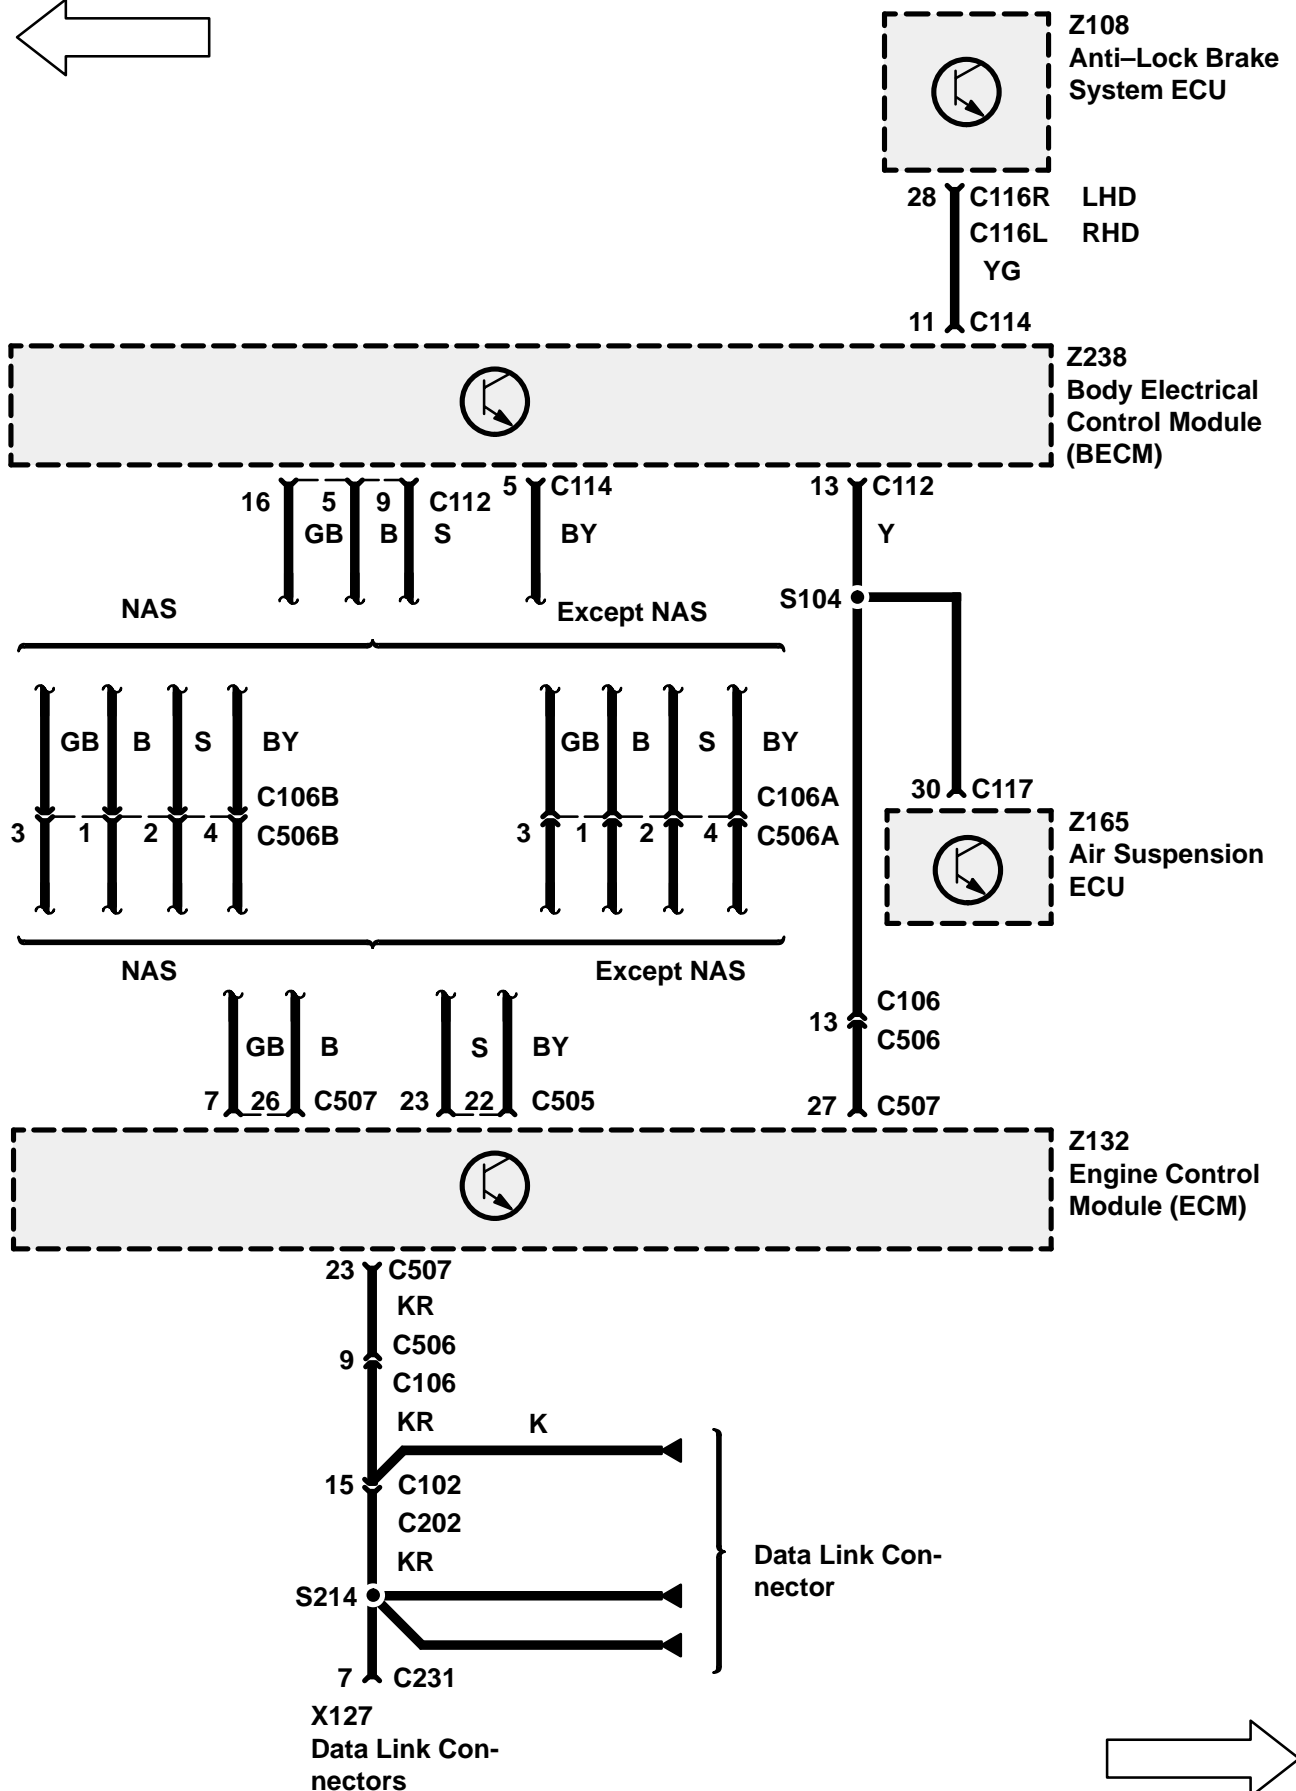 Z108
Anti–Lock Brake
System ECU
28 C116R LHD
C116L RHD
YG
11 C114
Z238
Body Electrical
Control Module
(BECM)
16 5 9 C112 5 C114 13 C112
GB B S BY Y
NAS Except NAS S104
GB B S BY GB B S BY
30 C117
C106B C106A
3 1 2 4 C506B 3 1 2 4 C506A
Z165
Air Suspension
ECU
NAS Except NAS
C106
13
C506
GB B S BY
7 26 C507 23 22 C505 27 C507
Z132
Engine Control
Module (ECM)
23 C507
KR
C506
9
C106
KR K
15 C102
C202
KR
Data Link Con-
nector
S214
7 C231
X127
Data Link Con-
nectors